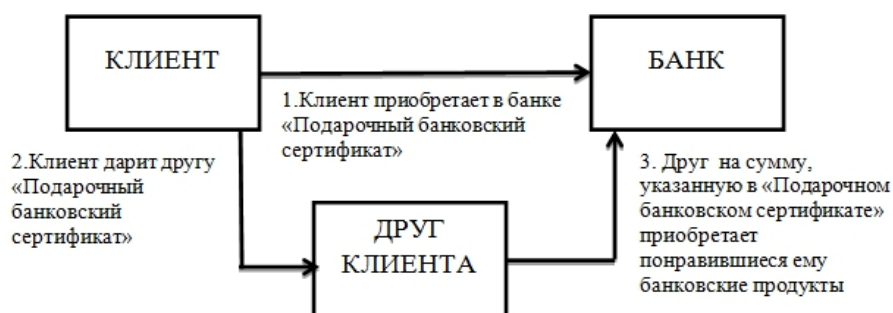 КЛИЕНТ
БАНК
1.Клиент приобретает в банке
«Подарочный банковский
сертификат»
2.Клиент дарит другу
«Подарочный
банковский
сертификат»
3. Друг на сумму,
указанную в «Подарочном
банковском сертификате»
приобретает
понравившиеся ему
банковские продукты
ДРУГ
КЛИЕНТА